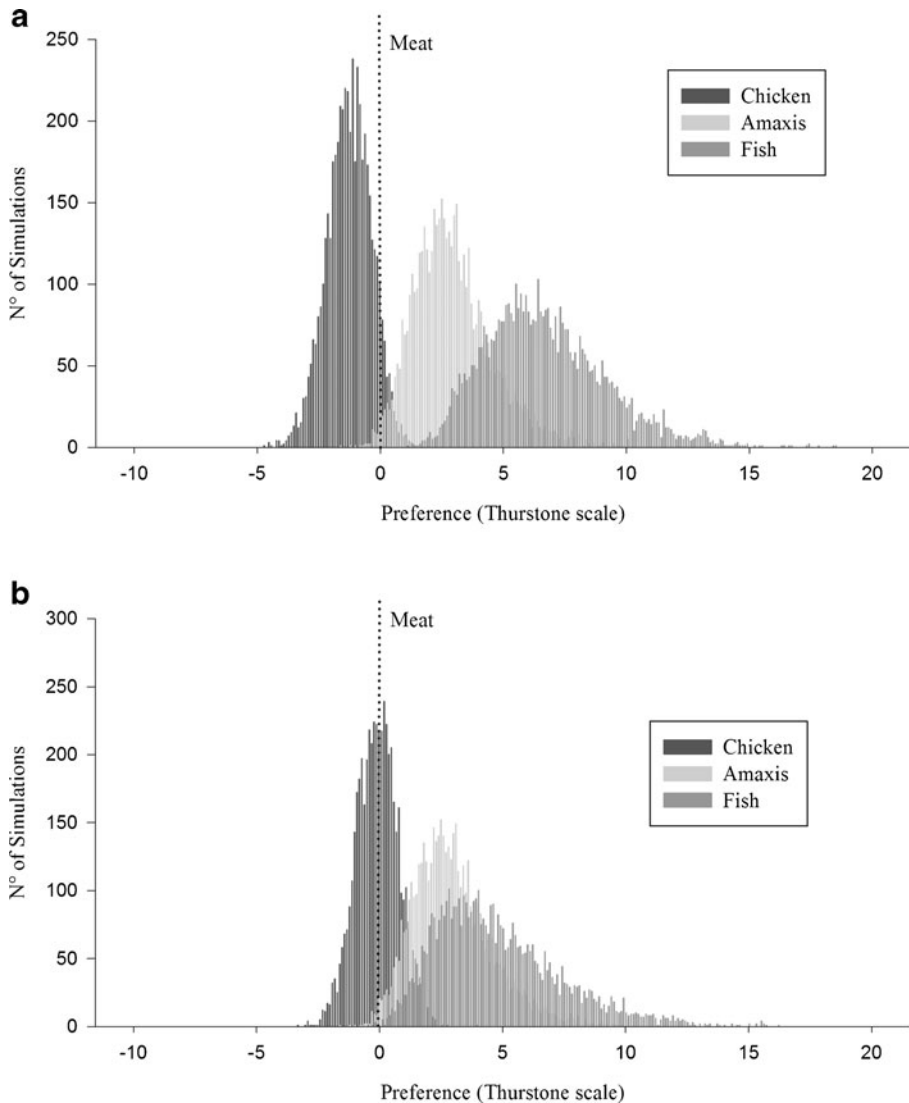 a
250
200
150
100
50
0
N° of Simulations
Meat
Chicken
Amaxis
Fish
-10 -5 0 5 10 15 20
Preference (Thurstone scale)
b
300
250
200
150
100
50
0
N° of Simulations
Meat
Chicken
Amaxis
Fish
-10 -5 0 5 10 15 20
Preference (Thurstone scale)